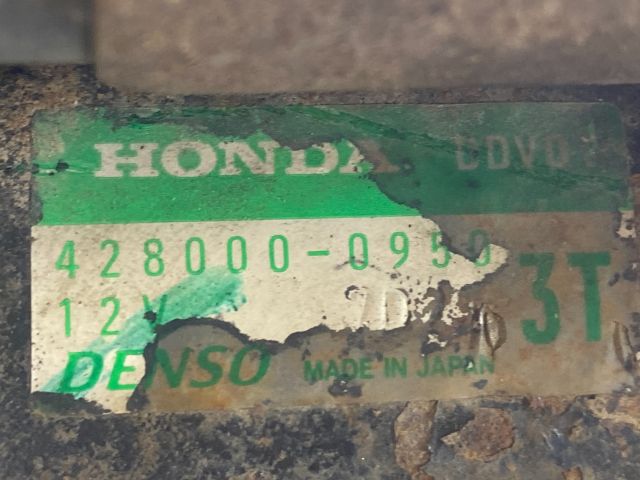 HONDA
428000-0950
12V 3T
DENSO MADE IN JAPAN